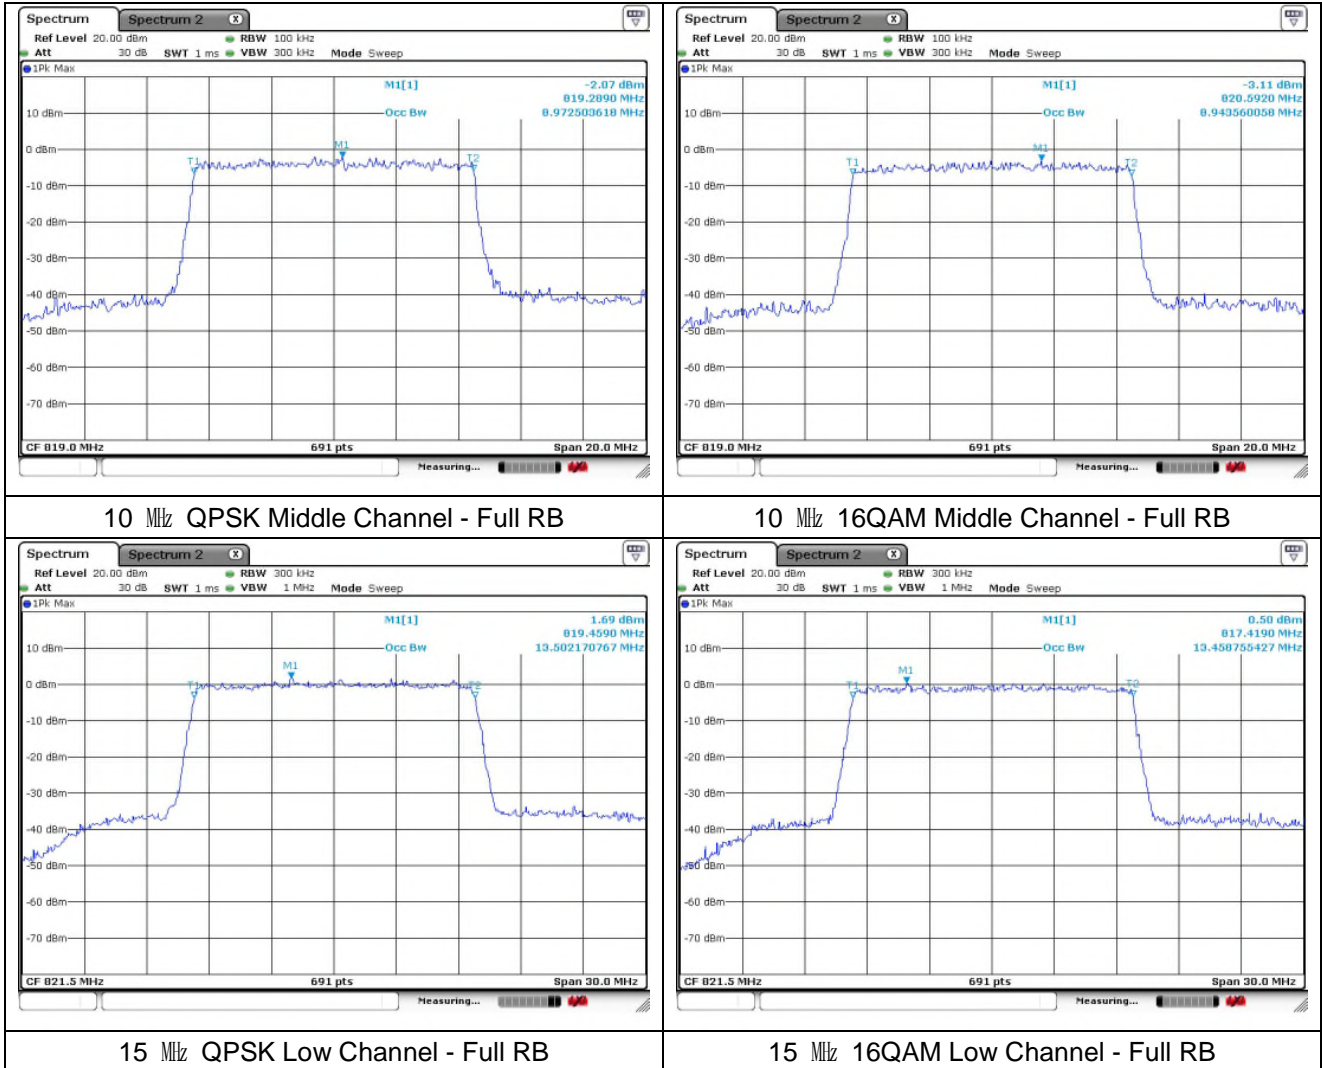 Spectrum Spectrum 2 X
Ref Level 20.00 dBm RBW 100 kHz
Att 30 dB SWT 1 ms VBW 300 kHz Mode Sweep
1Pk Max
M1[1] -2.07 dBm
819.2890 MHz
Occ Bw 8.972503618 MHz
10 dBm
0 dBm
M1
T1 T2
-10 dBm
-20 dBm
-30 dBm
-40 dBm
-50 dBm
-60 dBm
-70 dBm
CF 819.0 MHz 691 pts Span 20.0 MHz
Measuring...
10 ㎒ QPSK Middle Channel - Full RB
Spectrum Spectrum 2 X
Ref Level 20.00 dBm RBW 100 kHz
Att 30 dB SWT 1 ms VBW 300 kHz Mode Sweep
1Pk Max
M1[1] -3.11 dBm
820.5920 MHz
Occ Bw 8.943560058 MHz
10 dBm
0 dBm
M1
T1 T2
-10 dBm
-20 dBm
-30 dBm
-40 dBm
-50 dBm
-60 dBm
-70 dBm
CF 819.0 MHz 691 pts Span 20.0 MHz
Measuring...
10 ㎒ 16QAM Middle Channel - Full RB
Spectrum Spectrum 2 X
Ref Level 20.00 dBm RBW 300 kHz
Att 30 dB SWT 1 ms VBW 1 MHz Mode Sweep
1Pk Max
M1[1] 1.69 dBm
819.4590 MHz
Occ Bw 13.502170767 MHz
10 dBm
M1
0 dBm
T1 T2
-10 dBm
-20 dBm
-30 dBm
-40 dBm
-50 dBm
-60 dBm
-70 dBm
CF 821.5 MHz 691 pts Span 30.0 MHz
Measuring...
15 ㎒ QPSK Low Channel - Full RB
Spectrum Spectrum 2 X
Ref Level 20.00 dBm RBW 300 kHz
Att 30 dB SWT 1 ms VBW 1 MHz Mode Sweep
1Pk Max
M1[1] 0.50 dBm
817.4190 MHz
Occ Bw 13.458755427 MHz
10 dBm
M1
0 dBm
T1 T2
-10 dBm
-20 dBm
-30 dBm
-40 dBm
-50 dBm
-60 dBm
-70 dBm
CF 821.5 MHz 691 pts Span 30.0 MHz
Measuring...
15 ㎒ 16QAM Low Channel - Full RB